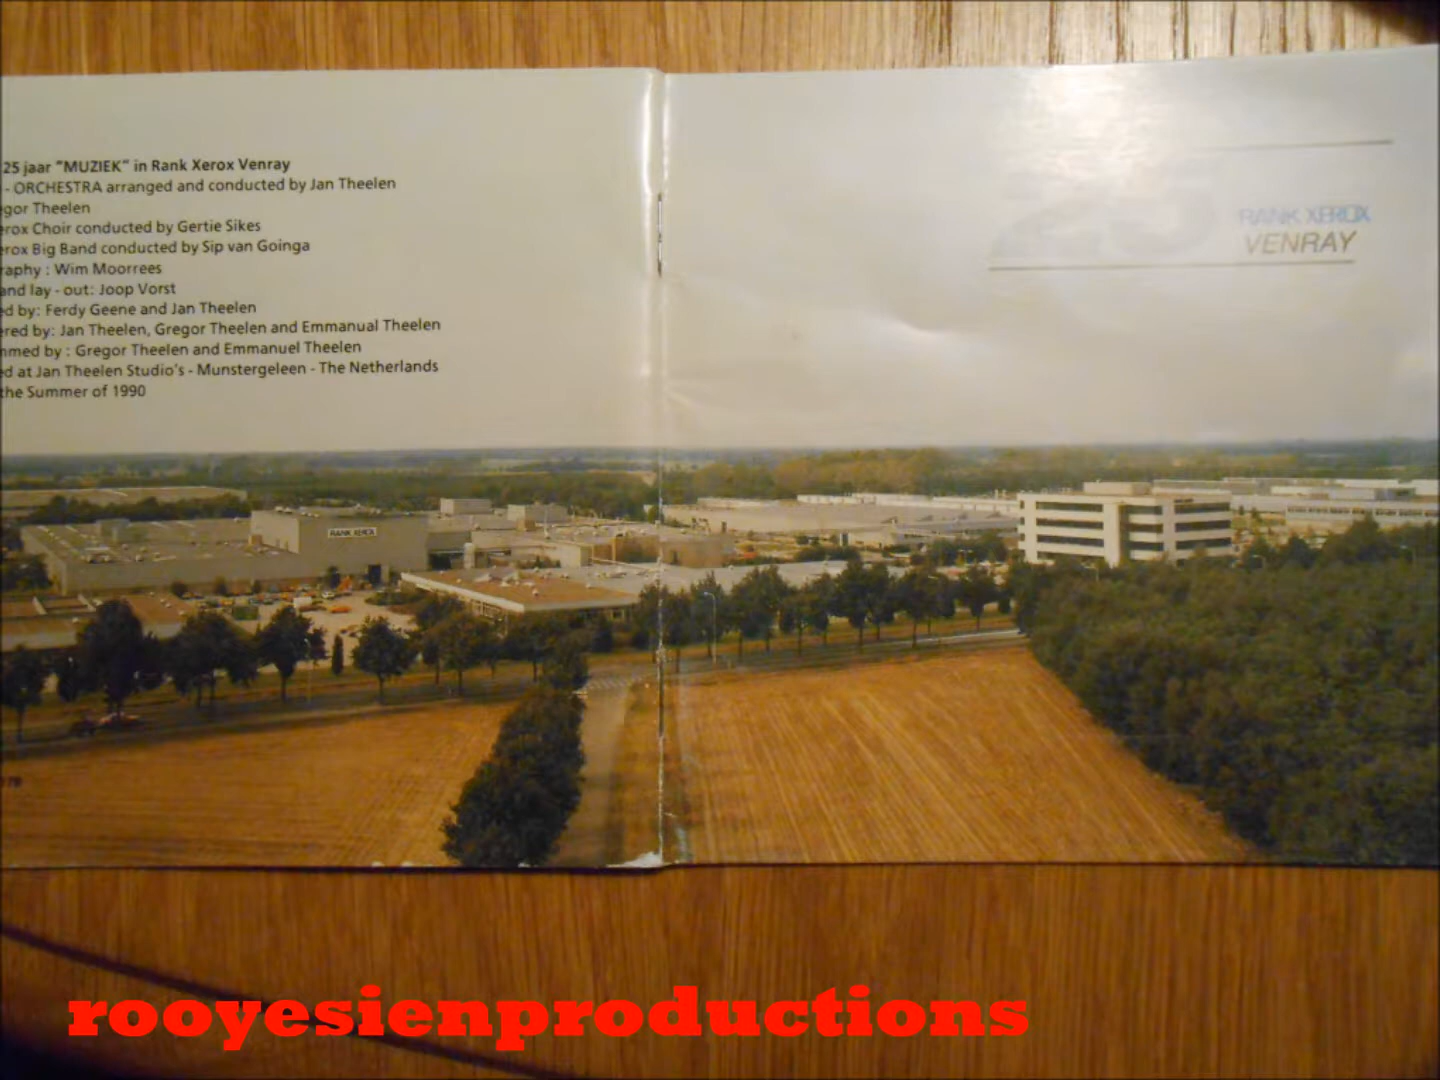 25 jaar "MUZIEK" in Rank Xerox Venray
- ORCHESTRA arranged and conducted by Jan Theelen
gor Theelen
erox Choir conducted by Gertie Sikes
erox Big Band conducted by Sip van Goinga
raphy : Wim Moorrees
and lay - out: Joop Vorst
ed by: Ferdy Geene and Jan Theelen
ered by: Jan Theelen, Gregor Theelen and Emmanual Theelen
mmed by : Gregor Theelen and Emmanuel Theelen
ed at Jan Theelen Studio's - Munstergeleen - The Netherlands
the Summer of 1990
25
RANK XEROX
VENRAY
RANK XEROX
rooyesienproductions